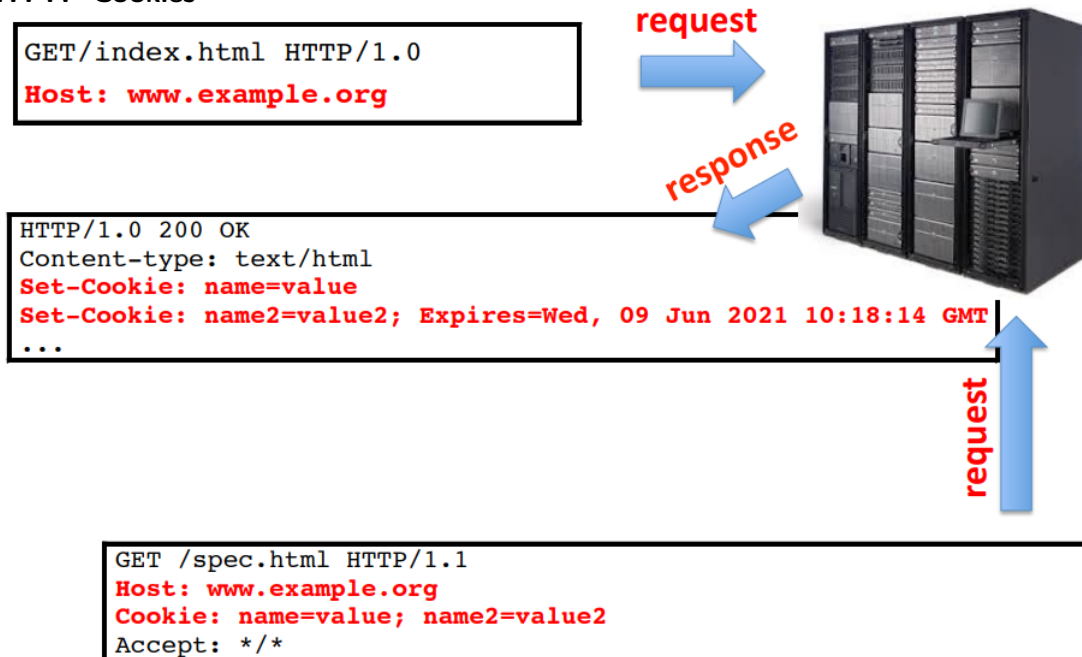 Cookies
request
GET/index.html HTTP/1.0
Host: www.example.org
response
HTTP/1.0 200 OK
Content-type: text/html
Set-Cookie: name=value
Set-Cookie: name2=value2; Expires=Wed, 09 Jun 2021 10:18:14 GMT
...
request
GET /spec.html HTTP/1.1
Host: www.example.org
Cookie: name=value; name2=value2
Accept: */*